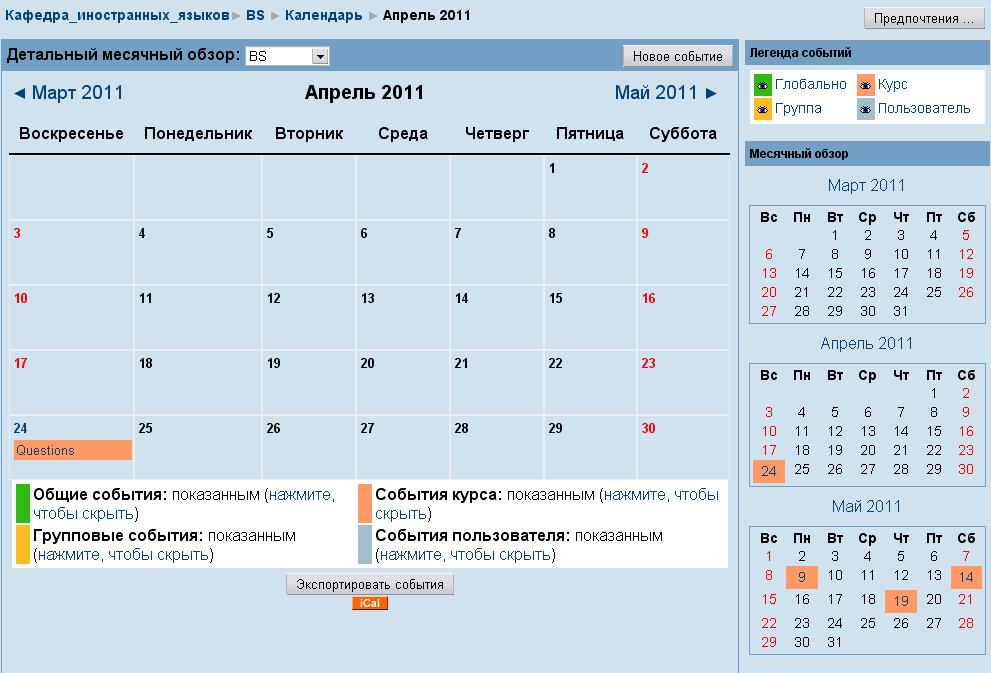 Кафедра_иностранных_языков ► BS ► Календарь ► Апрель 2011
Предпочтения ...
Детальный месячный обзор: BS
Новое событие
◄ Март 2011 Апрель 2011 Май 2011 ►
Воскресенье Понедельник Вторник Среда Четверг Пятница Суббота
1 2
3 4 5 6 7 8 9
10 11 12 13 14 15 16
17 18 19 20 21 22 23
24 25 26 27 28 29 30
Questions
Общие события: показанным (нажмите,
чтобы скрыть)
События курса: показанным (нажмите, чтобы
скрыть)
Групповые события: показанным
(нажмите, чтобы скрыть)
События пользователя: показанным
(нажмите, чтобы скрыть)
Экспортировать события
iCal
Легенда событий
Глобально Курс
Группа Пользователь
Месячный обзор
Март 2011
Вс Пн Вт Ср Чт Пт Сб
1 2 3 4 5
6 7 8 9 10 11 12
13 14 15 16 17 18 19
20 21 22 23 24 25 26
27 28 29 30 31
Апрель 2011
Вс Пн Вт Ср Чт Пт Сб
1 2
3 4 5 6 7 8 9
10 11 12 13 14 15 16
17 18 19 20 21 22 23
24 25 26 27 28 29 30
Май 2011
Вс Пн Вт Ср Чт Пт Сб
1 2 3 4 5 6 7
8 9 10 11 12 13 14
15 16 17 18 19 20 21
22 23 24 25 26 27 28
29 30 31